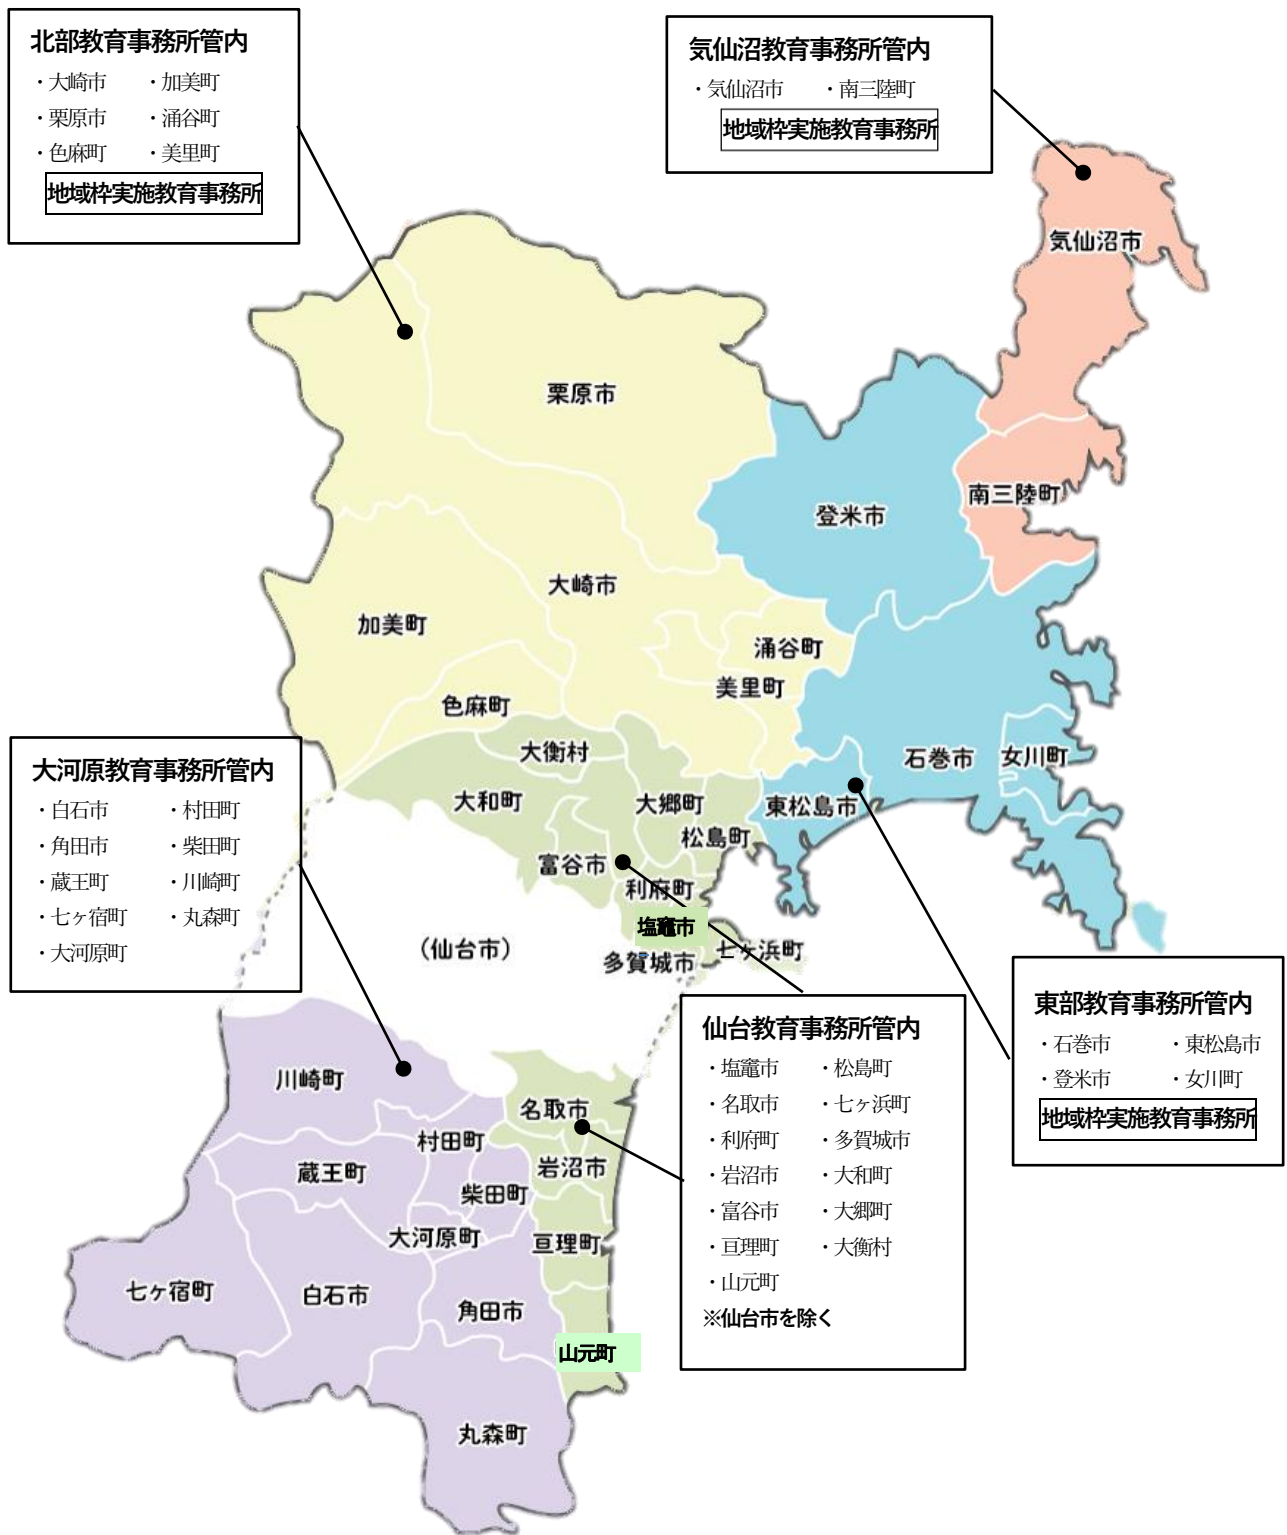 北部教育事務所管内
・大崎市 ・加美町
・栗原市 ・涌谷町
・色麻町 ・美里町
地域枠実施教育事務所
気仙沼教育事務所管内
・気仙沼市 ・南三陸町
地域枠実施教育事務所
気仙沼市
栗原市
南三陸町
登米市
大崎市
加美町
涌谷町
美里町
色麻町
大衡村
石巻市 女川町
大和町 大郷町 東松島市
松島町
富谷市
利府町
塩竈市
(仙台市) 多賀城市 七ヶ浜町
大河原教育事務所管内
・白石市 ・村田町
・角田市 ・柴田町
・蔵王町 ・川崎町
・七ヶ宿町 ・丸森町
・大河原町
東部教育事務所管内
・石巻市 ・東松島市
・登米市 ・女川町
地域枠実施教育事務所
仙台教育事務所管内
・塩竈市 ・松島町
・名取市 ・七ヶ浜町
・利府町 ・多賀城市
・岩沼市 ・大和町
・富谷市 ・大郷町
・亘理町 ・大衡村
・山元町
※仙台市を除く
川崎町
名取市
村田町
岩沼市
蔵王町
柴田町
大河原町
亘理町
七ヶ宿町
白石市
角田市
山元町
丸森町